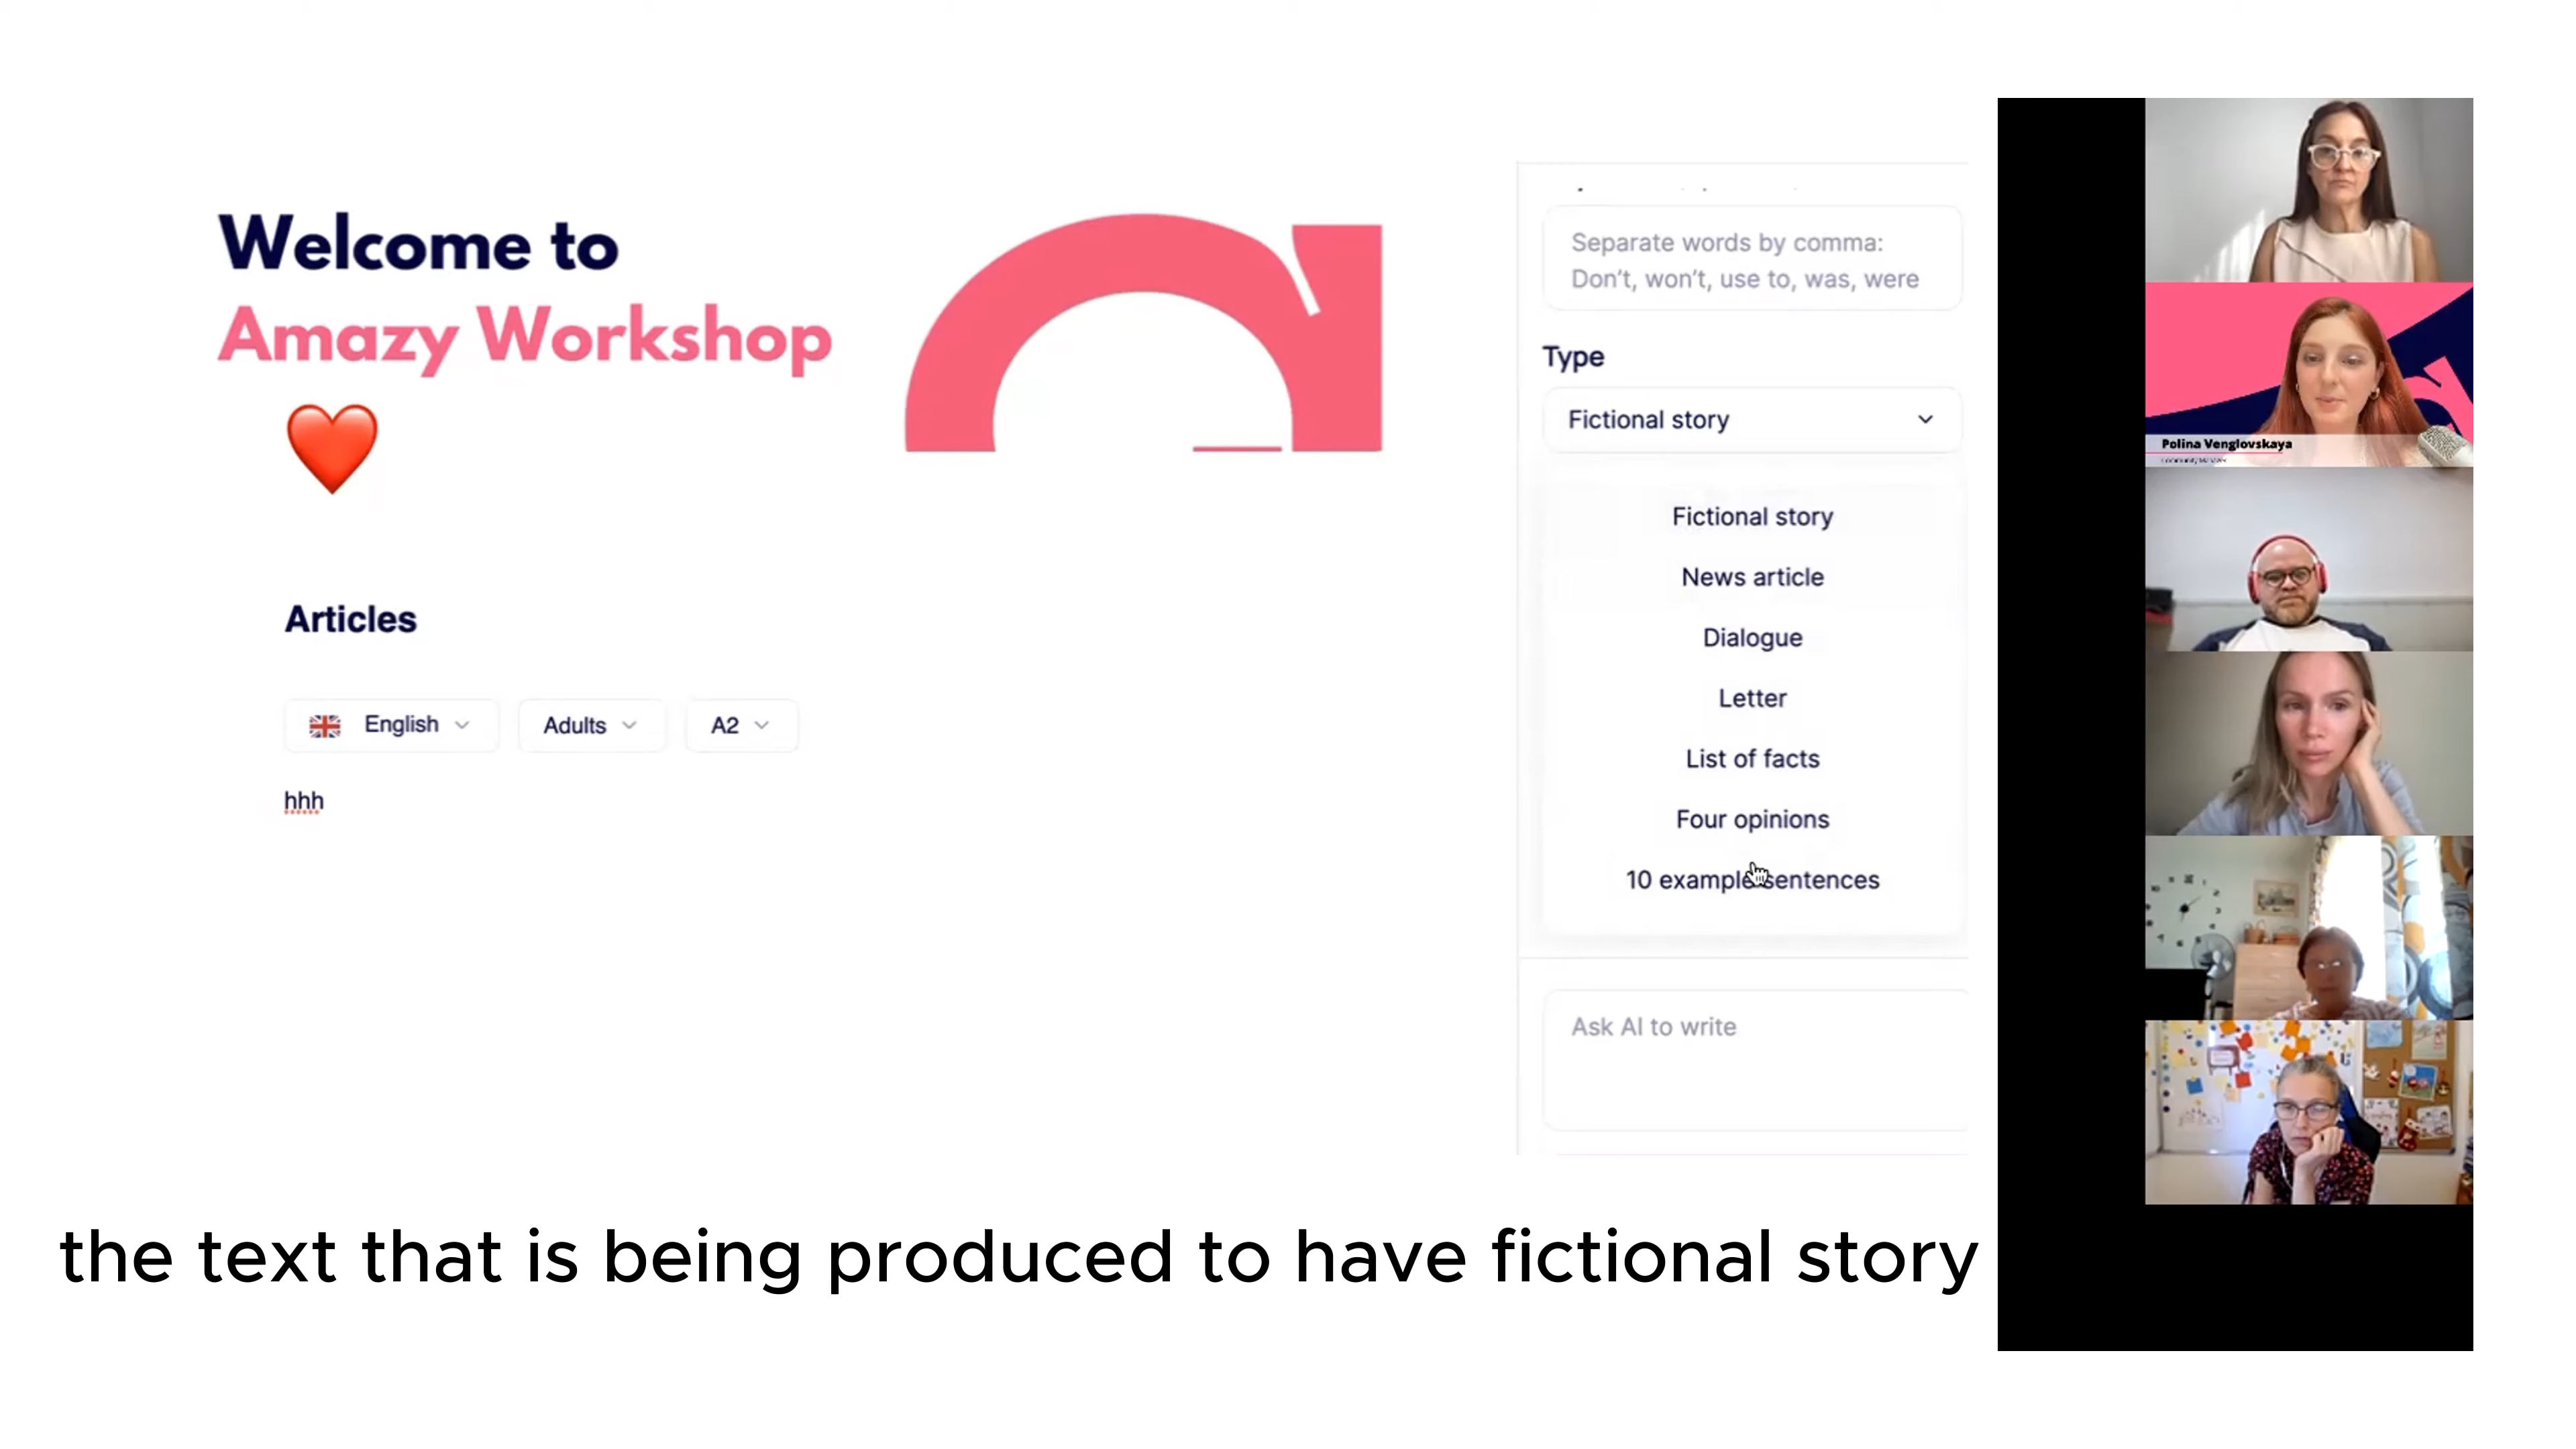 Welcome to
Amazy Workshop
Articles
English
Adults
A2
hhh
Separate words by comma:
Don't, won't, use to, was, were
Type
Fictional story
Fictional story
News article
Dialogue
Letter
List of facts
Four opinions
10 example sentences
Ask AI to write
Polina Venglovskaya
Community Manager
the text that is being produced to have fictional story